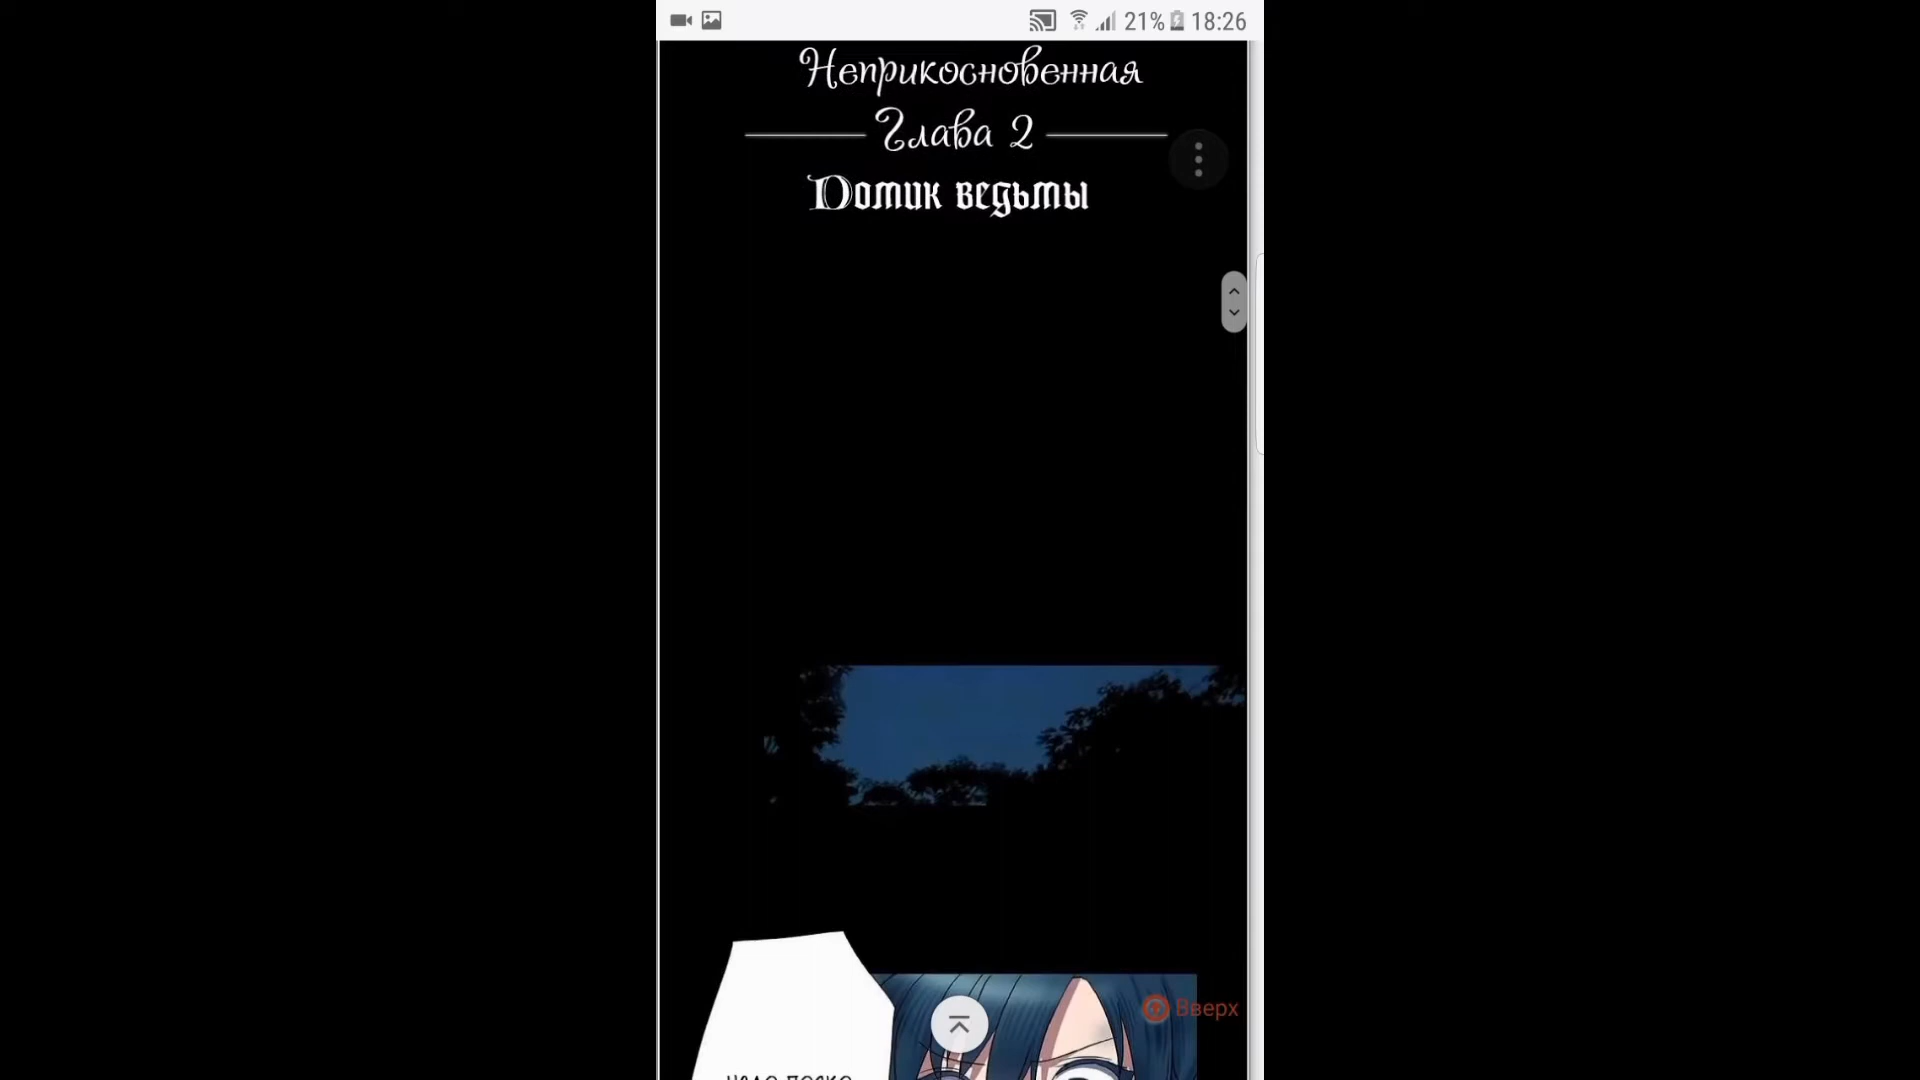 21% 18:26
Неприкосновенная
Глава 2
Домик ведьмы
Вверх